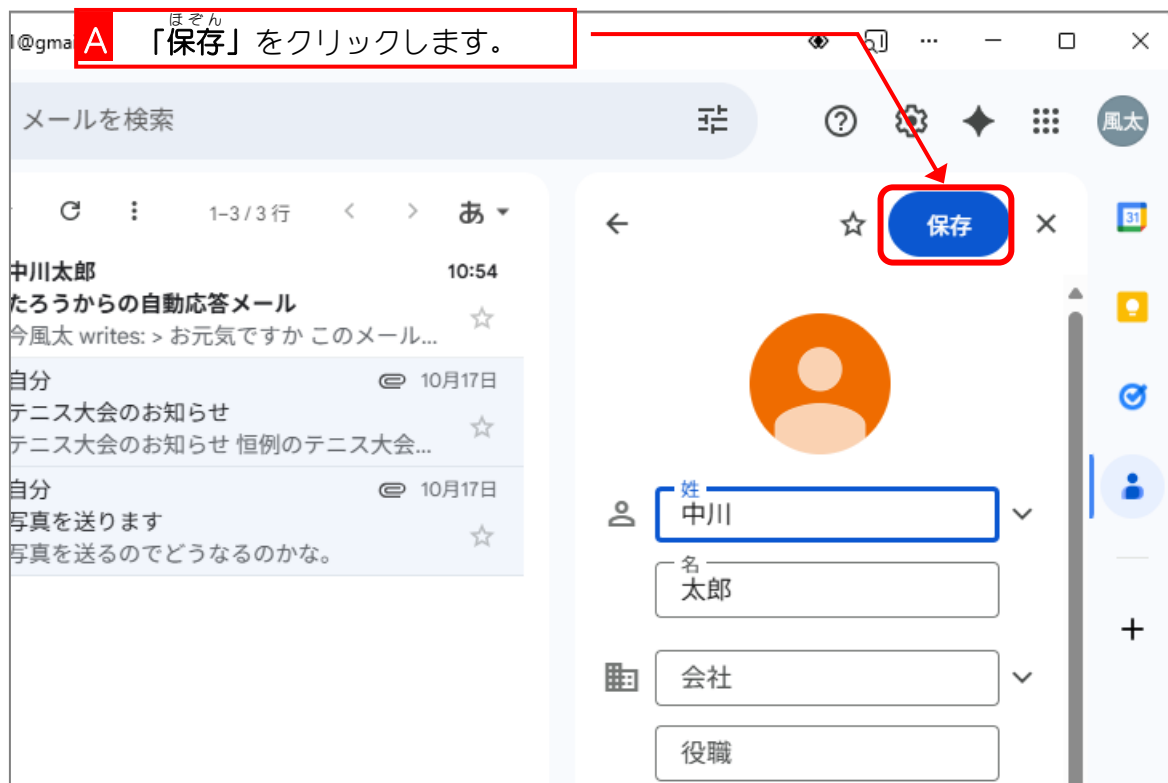 ほぞん
l@gmai A 「保存」をクリックします。
メールを検索
風太
1–3 / 3 行
あ
保存
31
中川太郎 10:54
たろうからの自動応答メール
今風太 writes: > お元気ですか このメール...
自分 10月17日
テニス大会のお知らせ
テニス大会のお知らせ 恒例のテニス大会...
自分 10月17日
写真を送ります
写真を送るのでどうなるのかな。
姓
中川
名
太郎
会社
役職